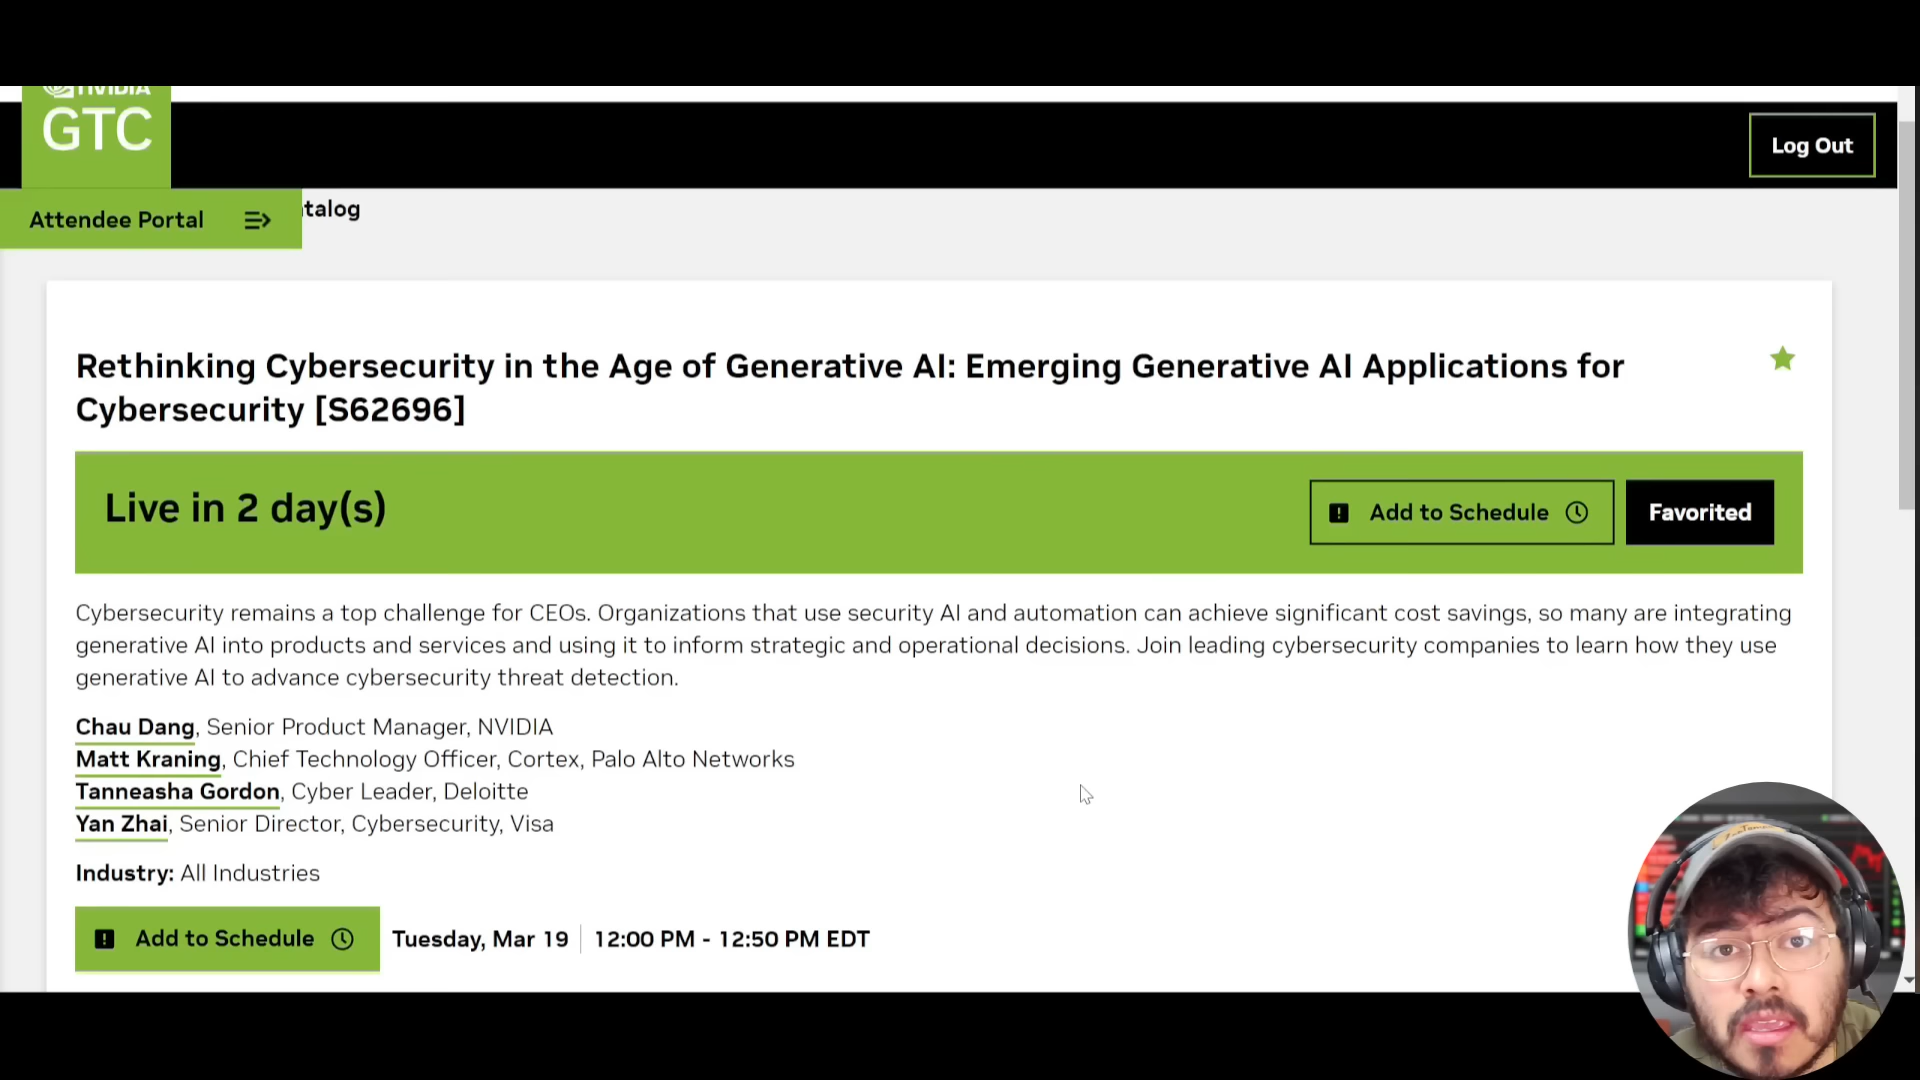 NVIDIA
GTC
Log Out
Attendee Portal
talog
Rethinking Cybersecurity in the Age of Generative AI: Emerging Generative AI Applications for
Cybersecurity [S62696]
Live in 2 day(s)
Add to Schedule
Favorited
Cybersecurity remains a top challenge for CEOs. Organizations that use security AI and automation can achieve significant cost savings, so many are integrating
generative AI into products and services and using it to inform strategic and operational decisions. Join leading cybersecurity companies to learn how they use
generative AI to advance cybersecurity threat detection.
Chau Dang, Senior Product Manager, NVIDIA
Matt Kraning, Chief Technology Officer, Cortex, Palo Alto Networks
Tanneasha Gordon, Cyber Leader, Deloitte
Yan Zhai, Senior Director, Cybersecurity, Visa
Industry: All Industries
Add to Schedule
Tuesday, Mar 19 | 12:00 PM - 12:50 PM EDT